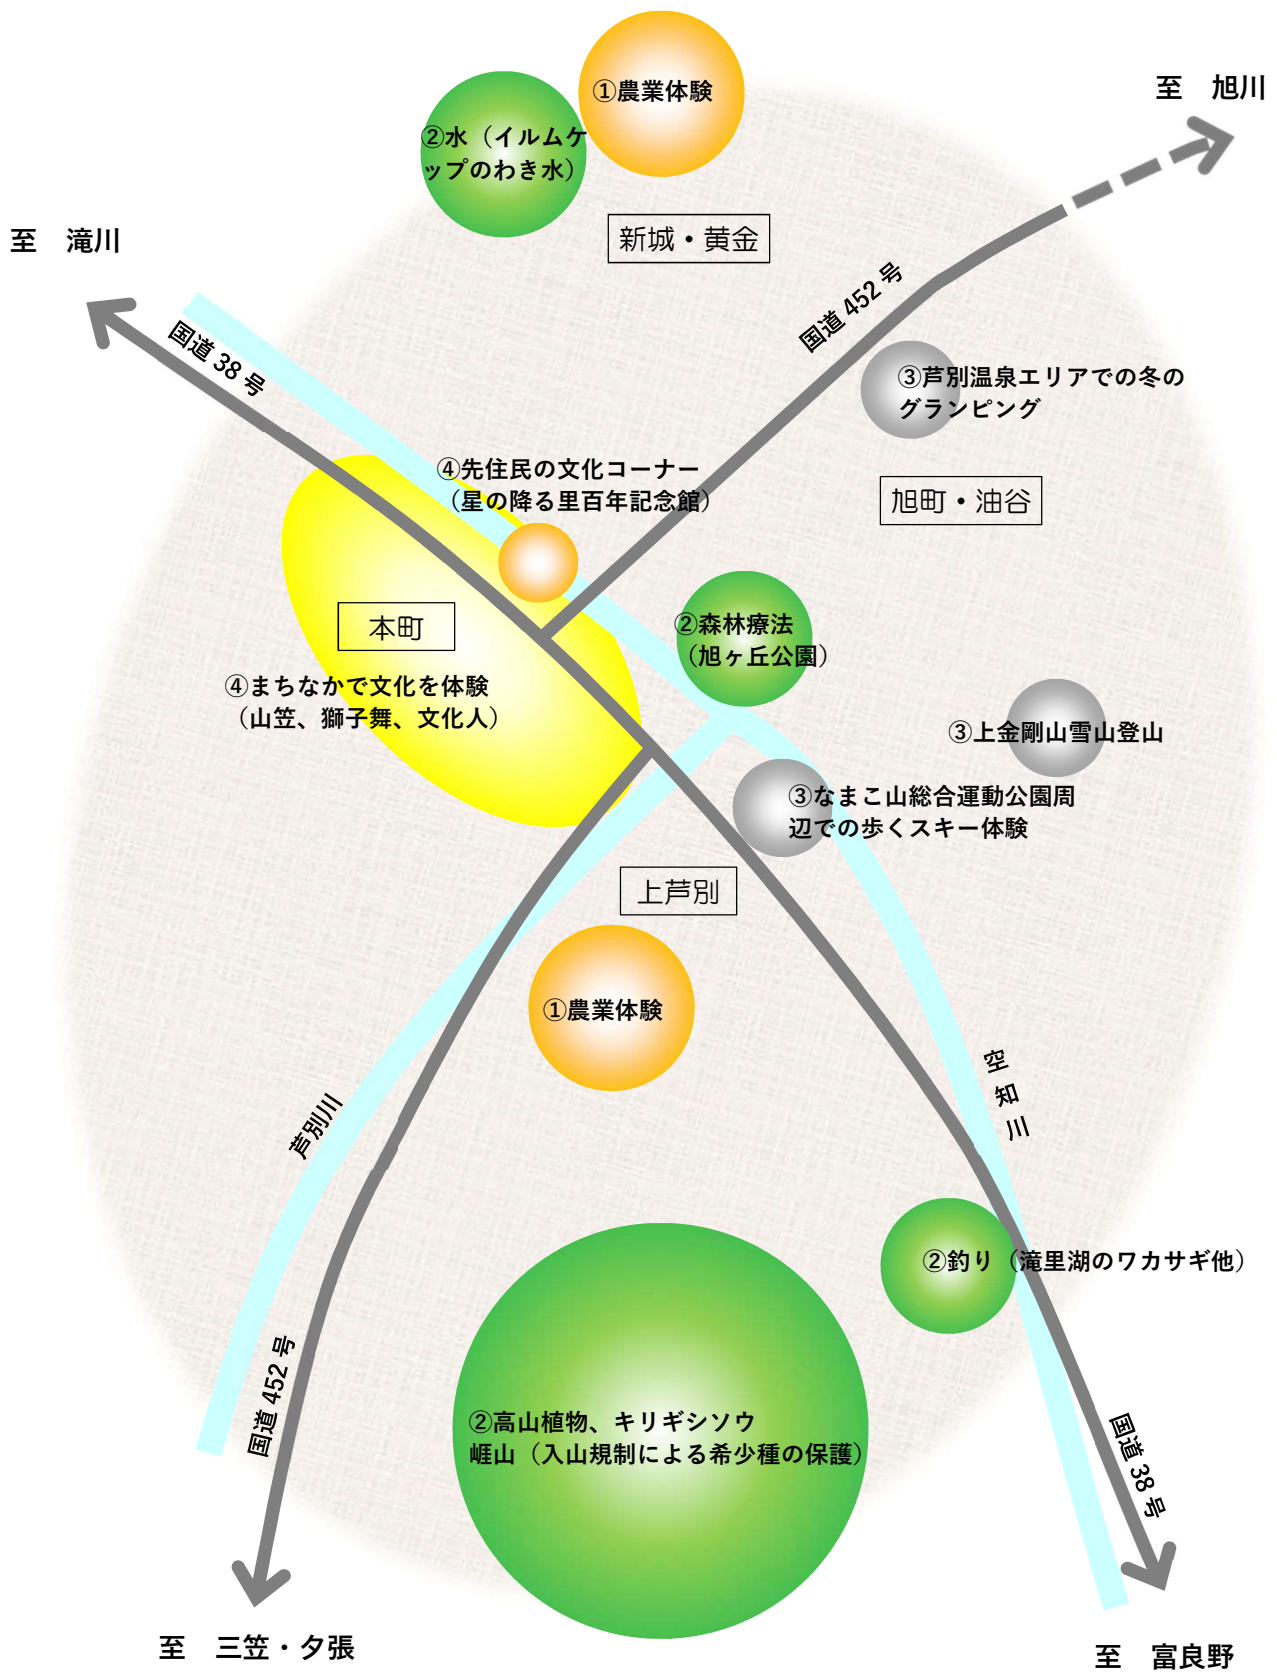 ①農業体験
至　旭川
②水（イルムケ
ップのわき水）
至　滝川
新城・黄金
国道 452 号
国道 38 号
③芦別温泉エリアでの冬の
グランピング
④先住民の文化コーナー
（星の降る里百年記念館）
旭町・油谷
本町
②森林療法
（旭ヶ丘公園）
④まちなかで文化を体験
（山笠、獅子舞、文化人）
③上金剛山雪山登山
③なまこ山総合運動公園周
辺での歩くスキー体験
上芦別
①農業体験
空知川
芦別川
②釣り（滝里湖のワカサギ他）
国道 452 号
②高山植物、キリギシソウ
崕山（入山規制による希少種の保護）
国道 38 号
至　三笠・夕張
至　富良野